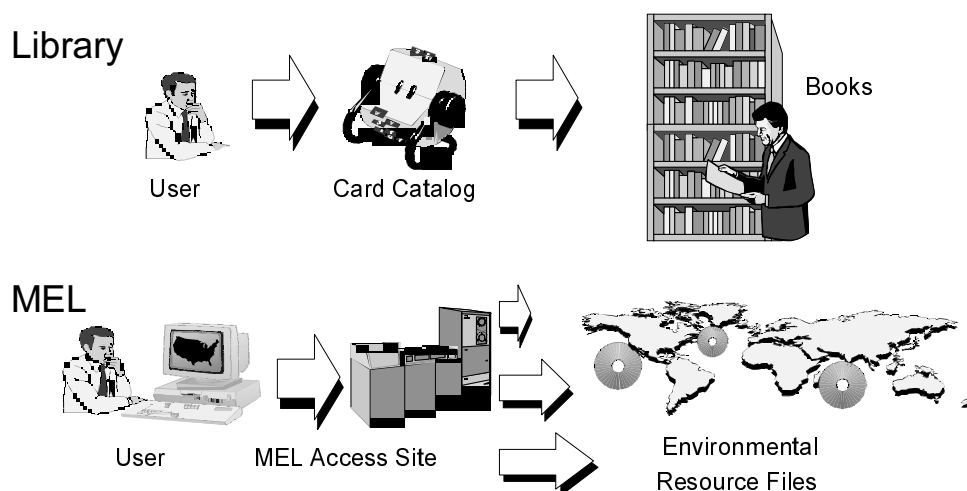 Library
Books
User
Card Catalog
MEL
User
MEL Access Site
Environmental
Resource Files